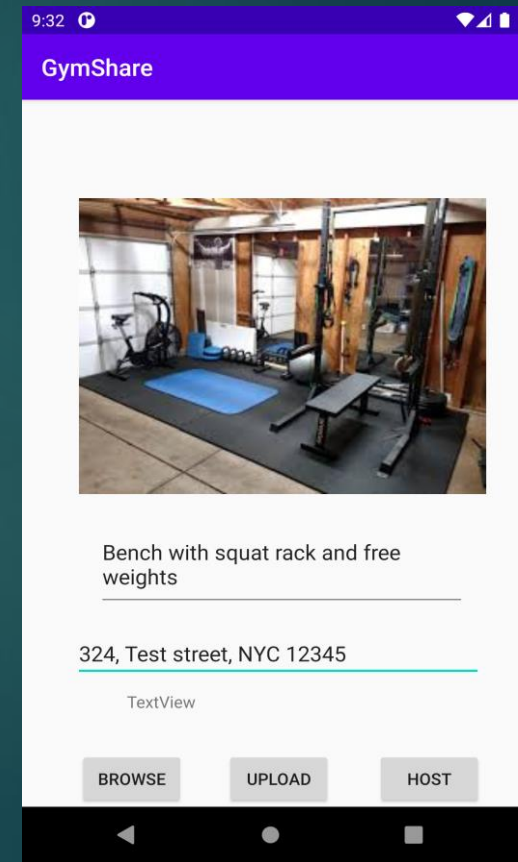 9:32
GymShare
Bench with squat rack and free
weights
324, Test street, NYC 12345
TextView
BROWSE UPLOAD HOST